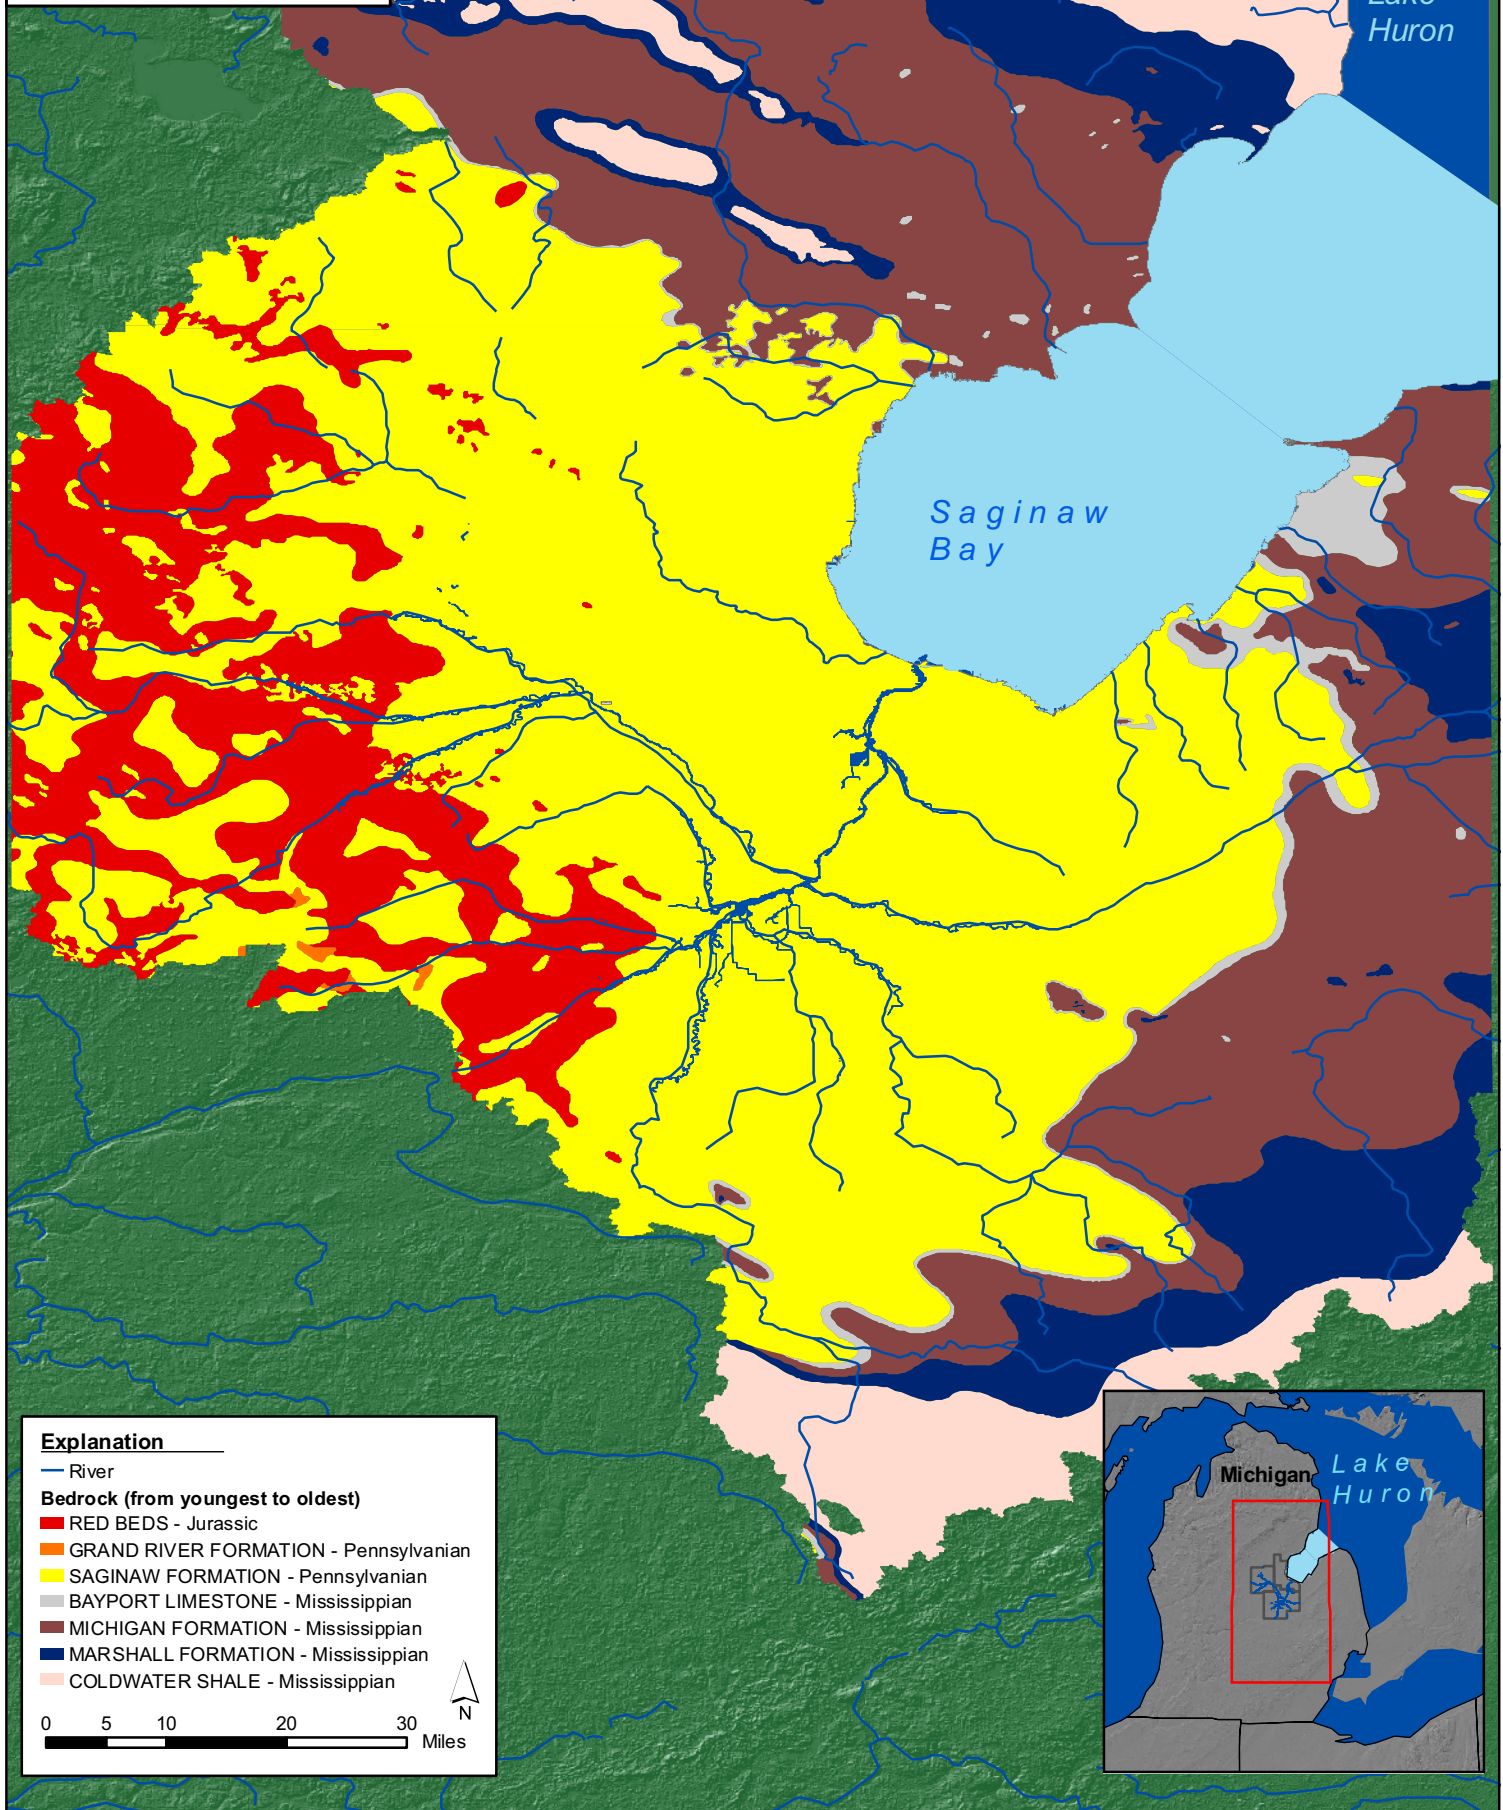 Lake
Huron
Saginaw
Bay
Explanation
River
Bedrock (from youngest to oldest)
RED BEDS - Jurassic
GRAND RIVER FORMATION - Pennsylvanian
SAGINAW FORMATION - Pennsylvanian
BAYPORT LIMESTONE - Mississippian
MICHIGAN FORMATION - Mississippian
MARSHALL FORMATION - Mississippian
COLDWATER SHALE - Mississippian
N
0 5 10 20 30
Miles
Michigan
Lake
Huron